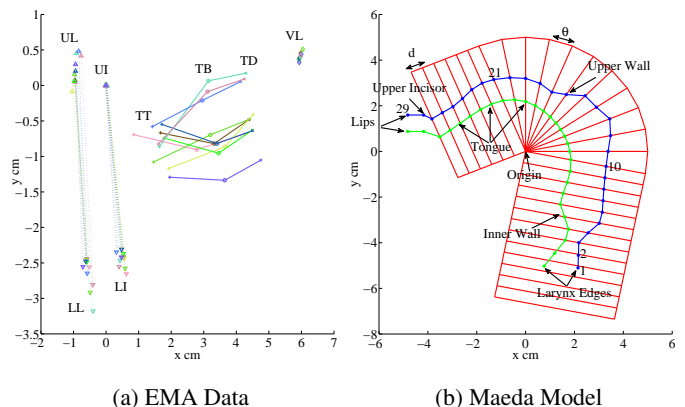 1
0.5
0
−0.5
−1
−1.5
−2
−2.5
−3
−3.5
−2 −1 0 1 2 3 4 5 6 7
x cm
y cm
UL
UI
VL
TB TD
TT
LL LI
(a) EMA Data
6
4
2
0
−2
−4
−6
−8
−6 −4 −2 0 2 4 6
x cm
y cm
d
θ
Upper Wall
21
Upper Incisor
29
Lips
Tongue
Origin
10
Inner Wall
2
1
Larynx Edges
(b) Maeda Model